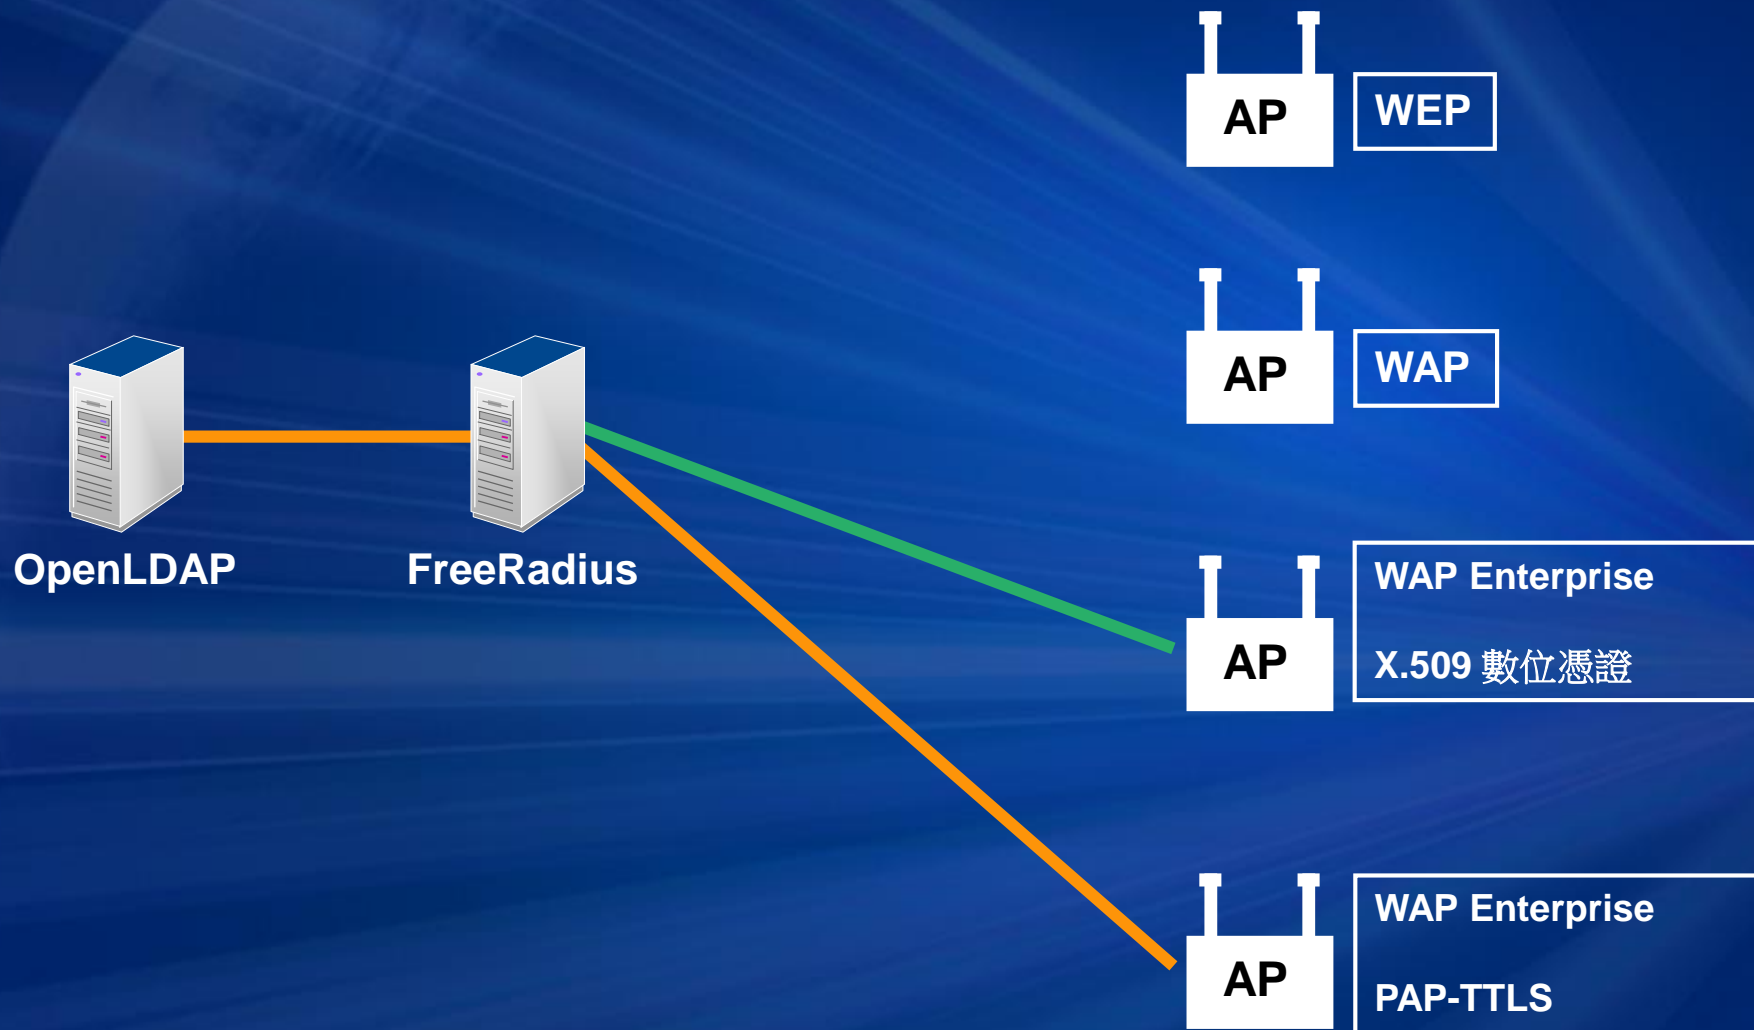 AP
WEP
AP
WAP
OpenLDAP
FreeRadius
AP
WAP Enterprise
X.509 數位憑證
AP
WAP Enterprise
PAP-TTLS